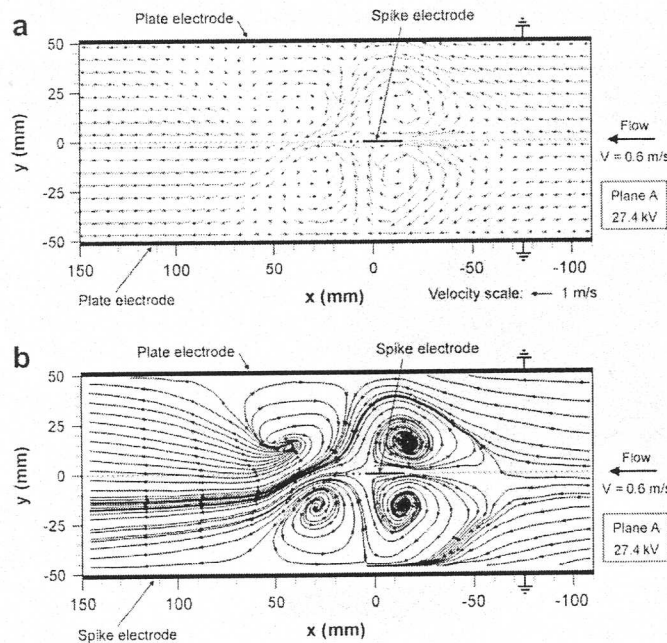 a
Plate electrode
Spike electrode
50
25
0
-25
-50
y (mm)
Flow
V = 0.6 m/s
Plane A
27.4 kV
150
100
50
0
-50
-100
Plate electrode
x (mm)
Velocity scale: 1 m/s
b
Plate electrode
Spike electrode
50
25
0
-25
-50
y (mm)
Flow
V = 0.6 m/s
Plane A
27.4 kV
150
100
50
0
-50
-100
Spike electrode
x (mm)